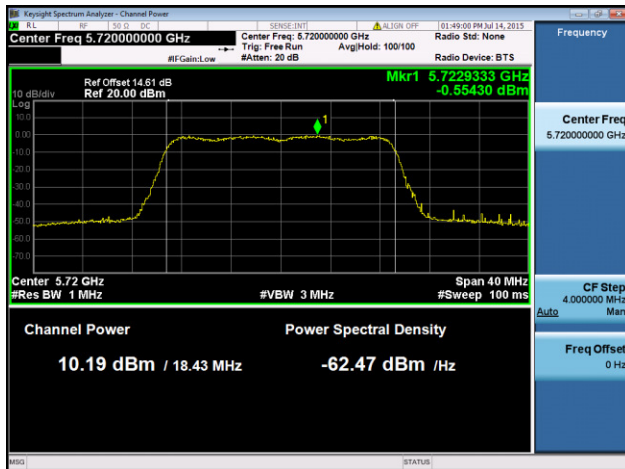 Keysight Spectrum Analyzer - Channel Power
RL RF 50 Ω DC SENSE:INT ALIGN OFF 01:49:00 PM Jul 14, 2015
Center Freq 5.720000000 GHz
Center Freq: 5.720000000 GHz
Radio Std: None
Trig: Free Run Avg|Hold: 100/100
#IFGain:Low #Atten: 20 dB Radio Device: BTS
Frequency
Mkr1 5.7229333 GHz
-0.55430 dBm
Ref Offset 14.61 dB
10 dB/div Ref 20.00 dBm
Log
10.0
0.00
-10.0
-20.0
-30.0
-40.0
-50.0
-60.0
-70.0
1
Center 5.72 GHz Span 40 MHz
#Res BW 1 MHz #VBW 3 MHz #Sweep 100 ms
Channel Power Power Spectral Density
10.19 dBm / 18.43 MHz -62.47 dBm /Hz
Center Freq
5.720000000 GHz
CF Step
4.000000 MHz
Auto Man
Freq Offset
0 Hz
MSG STATUS